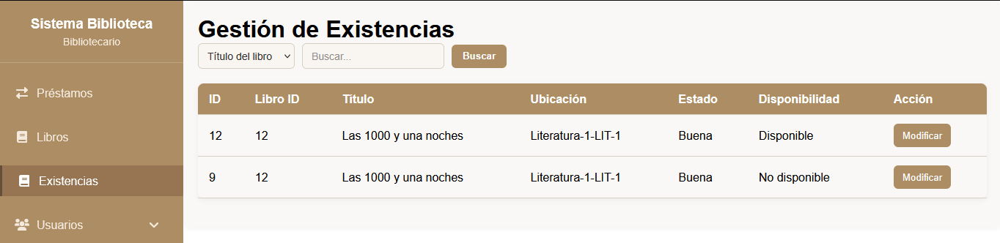 Sistema Biblioteca
Bibliotecario
Préstamos
Libros
Existencias
Usuarios
Gestión de Existencias
Título del libro Buscar... Buscar
ID Libro ID Título Ubicación Estado Disponibilidad Acción
12 12 Las 1000 y una noches Literatura-1-LIT-1 Buena Disponible Modificar
9 12 Las 1000 y una noches Literatura-1-LIT-1 Buena No disponible Modificar